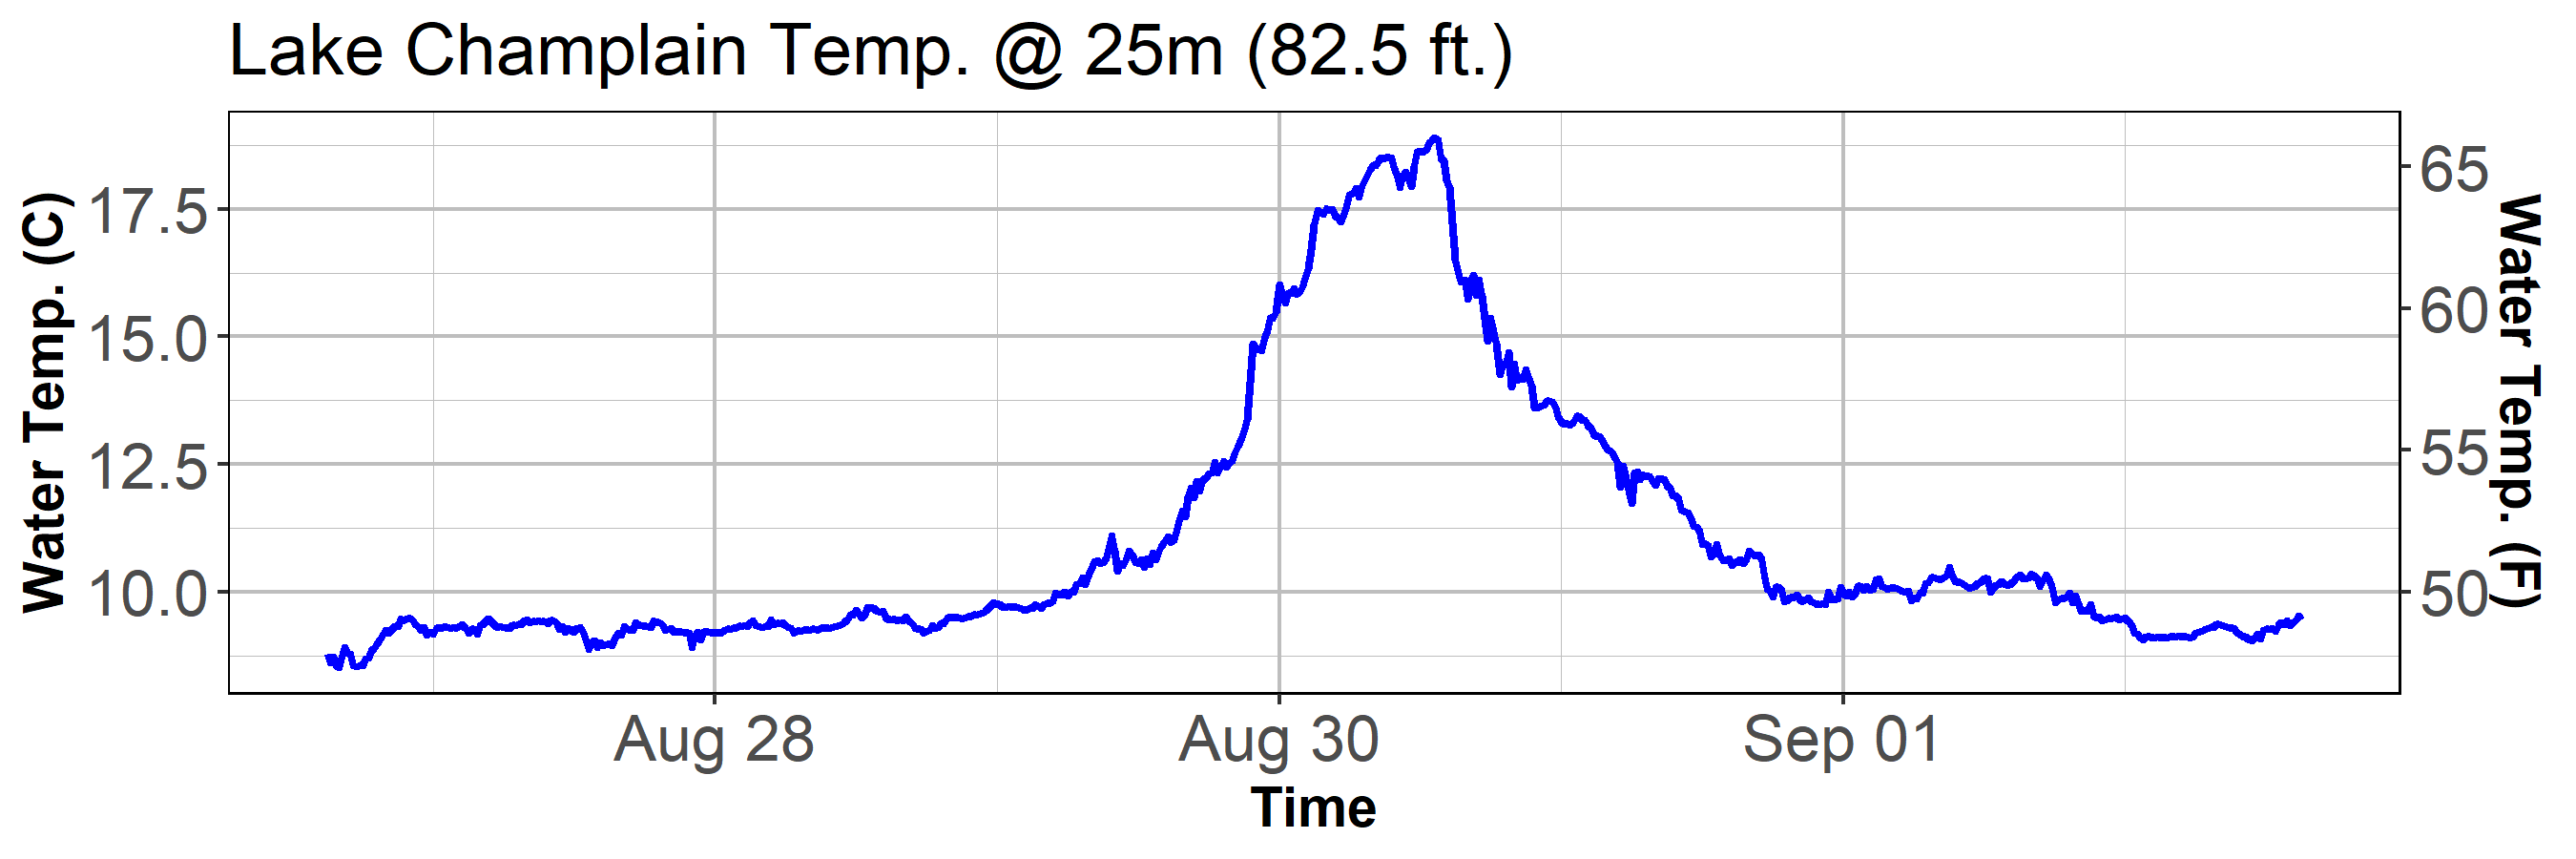 Lake Champlain Temp. @ 25m (82.5 ft.)
Water Temp. (C)
17.5
15.0
12.5
10.0
65
60
55
50
Water Temp. (F)
Aug 28
Aug 30
Sep 01
Time